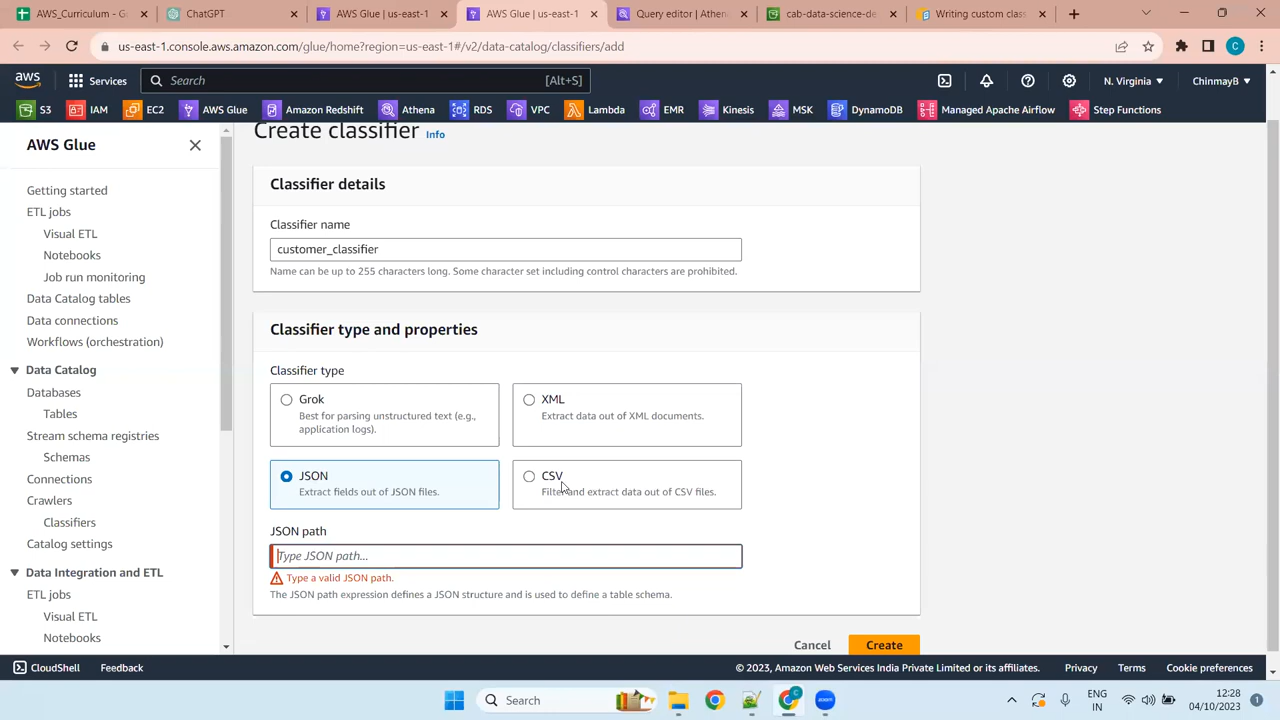 AWS_Curriculum - G
ChatGPT
AWS Glue | us-east-1
AWS Glue | us-east-1
Query editor | Athen
cab-data-science-de
Writing custom class
us-east-1.console.aws.amazon.com/glue/home?region=us-east-1#/v2/data-catalog/classifiers/add
aws
Services
Search
[Alt+S]
N. Virginia
ChinmayB
S3
IAM
EC2
AWS Glue
Amazon Redshift
Athena
RDS
VPC
Lambda
EMR
Kinesis
MSK
DynamoDB
Managed Apache Airflow
Step Functions
AWS Glue
Getting started
ETL jobs
Visual ETL
Notebooks
Job run monitoring
Data Catalog tables
Data connections
Workflows (orchestration)
Data Catalog
Databases
Tables
Stream schema registries
Schemas
Connections
Crawlers
Classifiers
Catalog settings
Data Integration and ETL
ETL jobs
Visual ETL
Notebooks
Create classifier Info
Classifier details
Classifier name
customer_classifier
Name can be up to 255 characters long. Some character set including control characters are prohibited.
Classifier type and properties
Classifier type
Grok
Best for parsing unstructured text (e.g.,
application logs).
XML
Extract data out of XML documents.
JSON
Extract fields out of JSON files.
CSV
Filter and extract data out of CSV files.
JSON path
Type JSON path...
Type a valid JSON path.
The JSON path expression defines a JSON structure and is used to define a table schema.
Cancel
Create
CloudShell
Feedback
© 2023, Amazon Web Services India Private Limited or its affiliates.
Privacy
Terms
Cookie preferences
Search
zoom
ENG
IN
12:28
04/10/2023
1